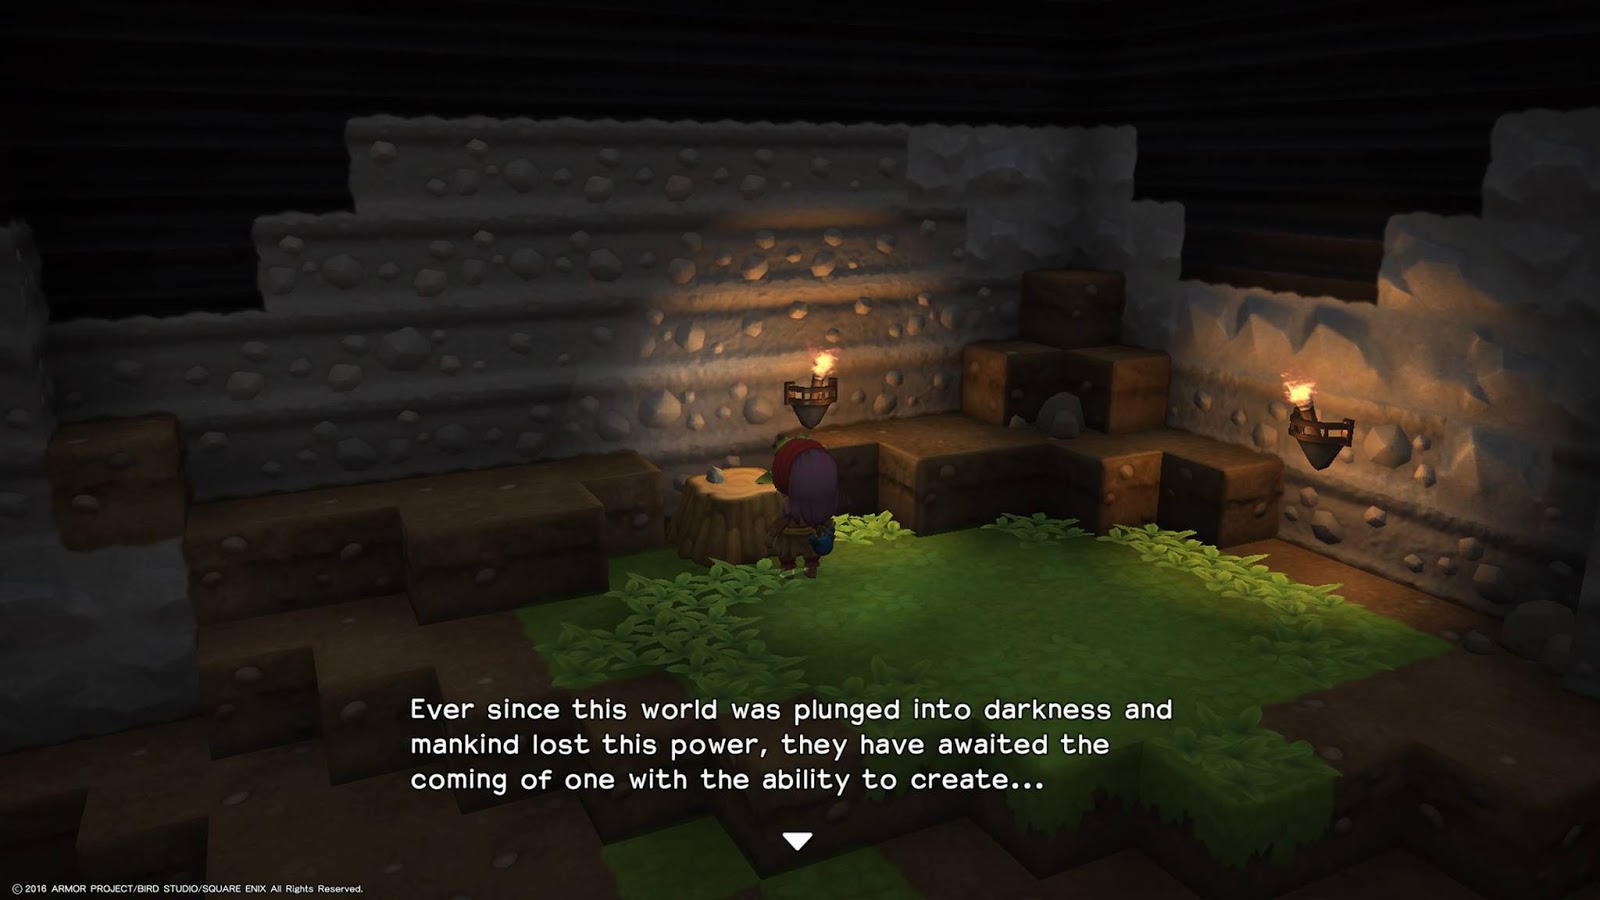 Ever since this world was plunged into darkness and
mankind lost this power, they have awaited the
coming of one with the ability to create...
© 2016 ARMOR PROJECT/BIRD STUDIO/SQUARE ENIX All Rights Reserved.